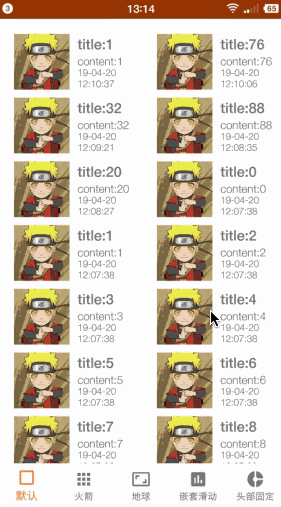 3 13:14 65
title:1
content:1
19-04-20
12:10:37
title:76
content:76
19-04-20
12:10:06
title:32
content:32
19-04-20
12:09:21
title:88
content:88
19-04-20
12:08:35
title:20
content:20
19-04-20
12:08:27
title:0
content:0
19-04-20
12:07:38
title:1
content:1
19-04-20
12:07:38
title:2
content:2
19-04-20
12:07:38
title:3
content:3
19-04-20
12:07:38
title:4
content:4
19-04-20
12:07:38
title:5
content:5
19-04-20
12:07:38
title:6
content:6
19-04-20
12:07:38
title:7
content:7
19-04-20
title:8
content:8
19-04-20
默认 火箭 地球 嵌套滑动 头部固定